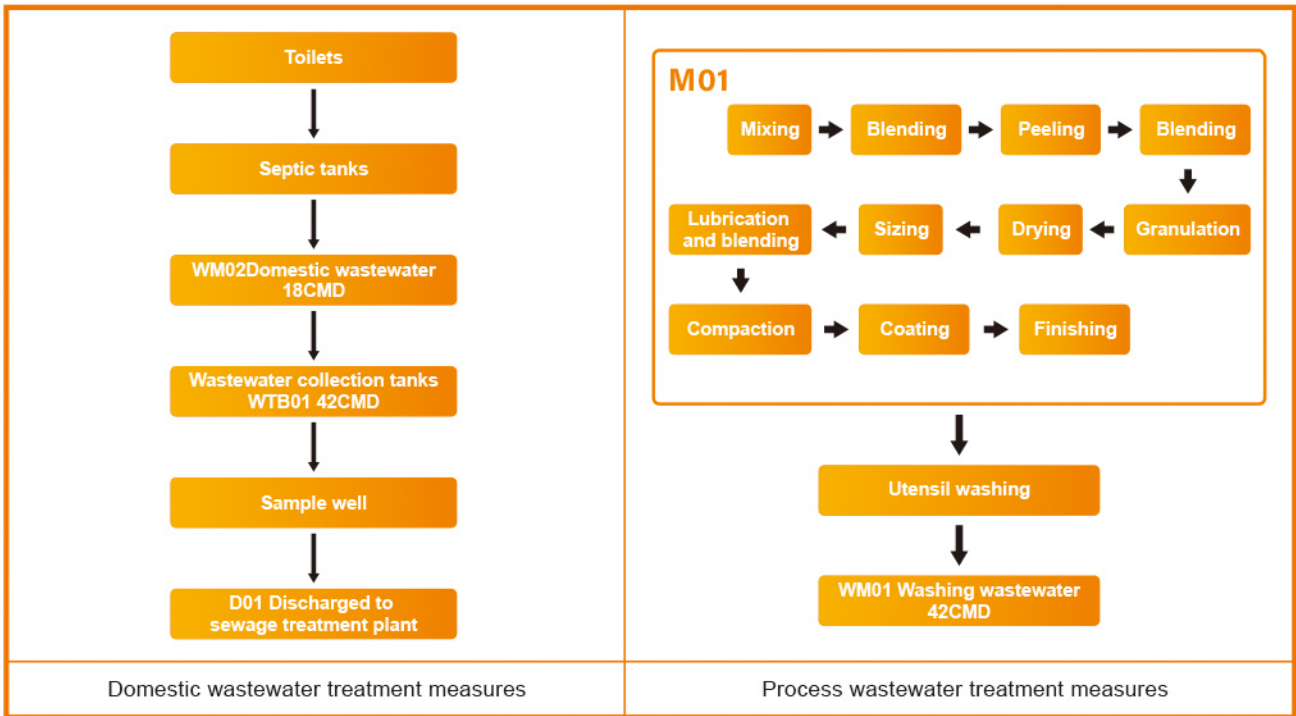 Toilets
Septic tanks
WM02Domestic wastewater
18CMD
Wastewater collection tanks
WTB01 42CMD
Sample well
D01 Discharged to
sewage treatment plant
Domestic wastewater treatment measures
M01
Mixing
Blending
Peeling
Blending
Granulation
Drying
Sizing
Lubrication
and blending
Compaction
Coating
Finishing
Utensil washing
WM01 Washing wastewater
42CMD
Process wastewater treatment measures